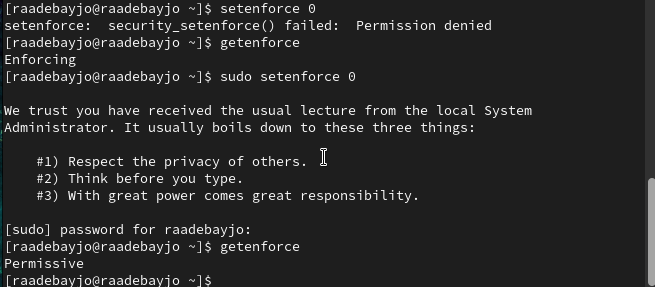 [raadebayjo@raadebayjo ~]$ setenforce 0
setenforce:  security_setenforce() failed:  Permission denied
[raadebayjo@raadebayjo ~]$ getenforce
Enforcing
[raadebayjo@raadebayjo ~]$ sudo setenforce 0

We trust you have received the usual lecture from the local System
Administrator. It usually boils down to these three things:

    #1) Respect the privacy of others.
    #2) Think before you type.
    #3) With great power comes great responsibility.

[sudo] password for raadebayjo:
[raadebayjo@raadebayjo ~]$ getenforce
Permissive
[raadebayjo@raadebayjo ~]$